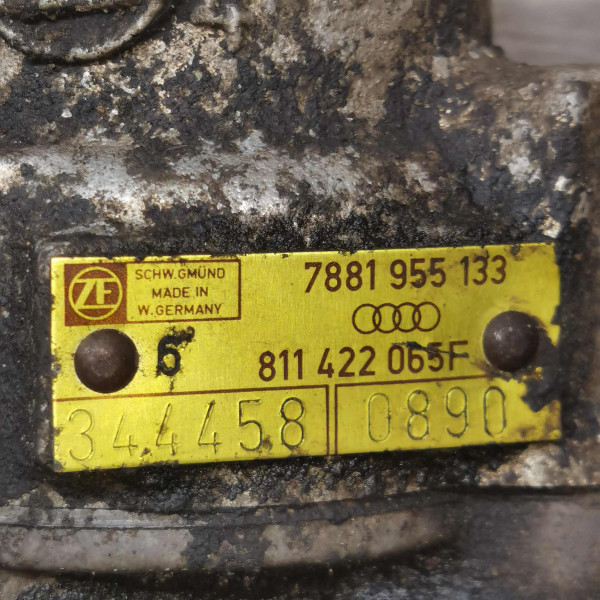 ZF
SCHW.GMÜND
MADE IN
W. GERMANY
7881 955 133
6
811 422 065F
344458
0890